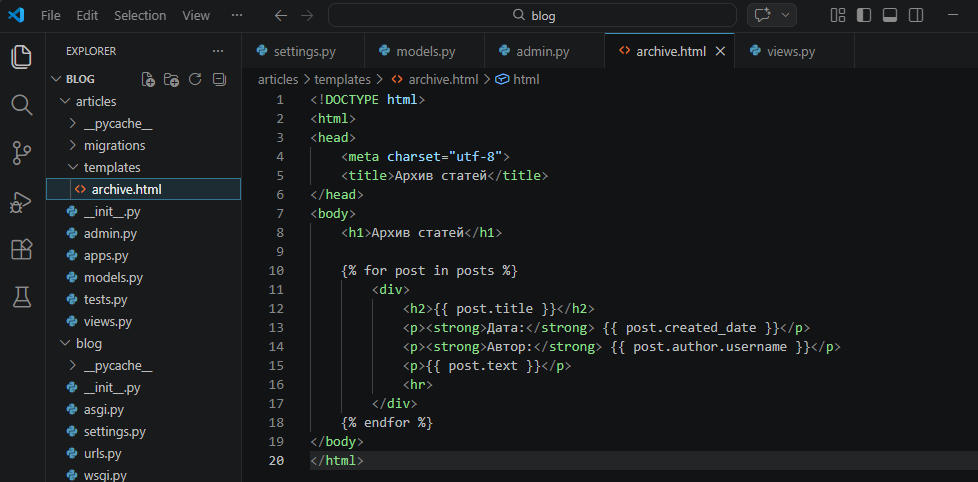 File Edit Selection View ··· blog
EXPLORER ···
settings.py models.py admin.py archive.html views.py
articles > templates > archive.html > html
BLOG
articles
__pycache__
migrations
templates
archive.html
__init__.py
admin.py
apps.py
models.py
tests.py
views.py
blog
__pycache__
__init__.py
asgi.py
settings.py
urls.py
wsgi.py
1 <!DOCTYPE html>
2 <html>
3 <head>
4 <meta charset="utf-8">
5 <title>Архив статей</title>
6 </head>
7 <body>
8 <h1>Архив статей</h1>
9
10 {% for post in posts %}
11 <div>
12 <h2>{{ post.title }}</h2>
13 <p><strong>Дата:</strong> {{ post.created_date }}</p>
14 <p><strong>Автор:</strong> {{ post.author.username }}</p>
15 <p>{{ post.text }}</p>
16 <hr>
17 </div>
18 {% endfor %}
19 </body>
20 </html>